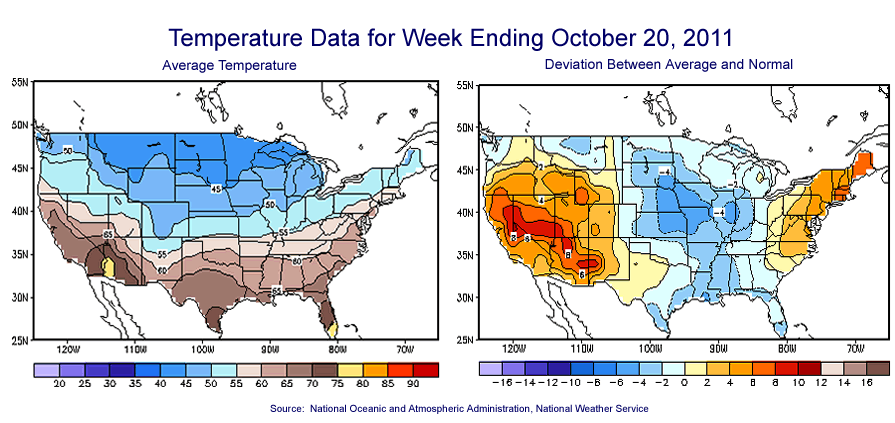 Temperature Data for Week Ending October 20, 2011
Average Temperature
Deviation Between Average and Normal
55N
50N
45N
40N
35N
30N
25N
120W 110W 100W 90W 80W 70W
50
45
50
65
55
55
60
60
65
20 25 30 35 40 45 50 55 60 65 70 75 80 85 90
55N
50N
45N
40N
35N
30N
25N
120W 110W 100W 90W 80W 70W
2
-4
-2
4
-4
8
6
8
6
-16 -14 -12 -10 -8 -6 -4 -2 0 2 4 6 8 10 12 14 16
Source: National Oceanic and Atmospheric Administration, National Weather Service